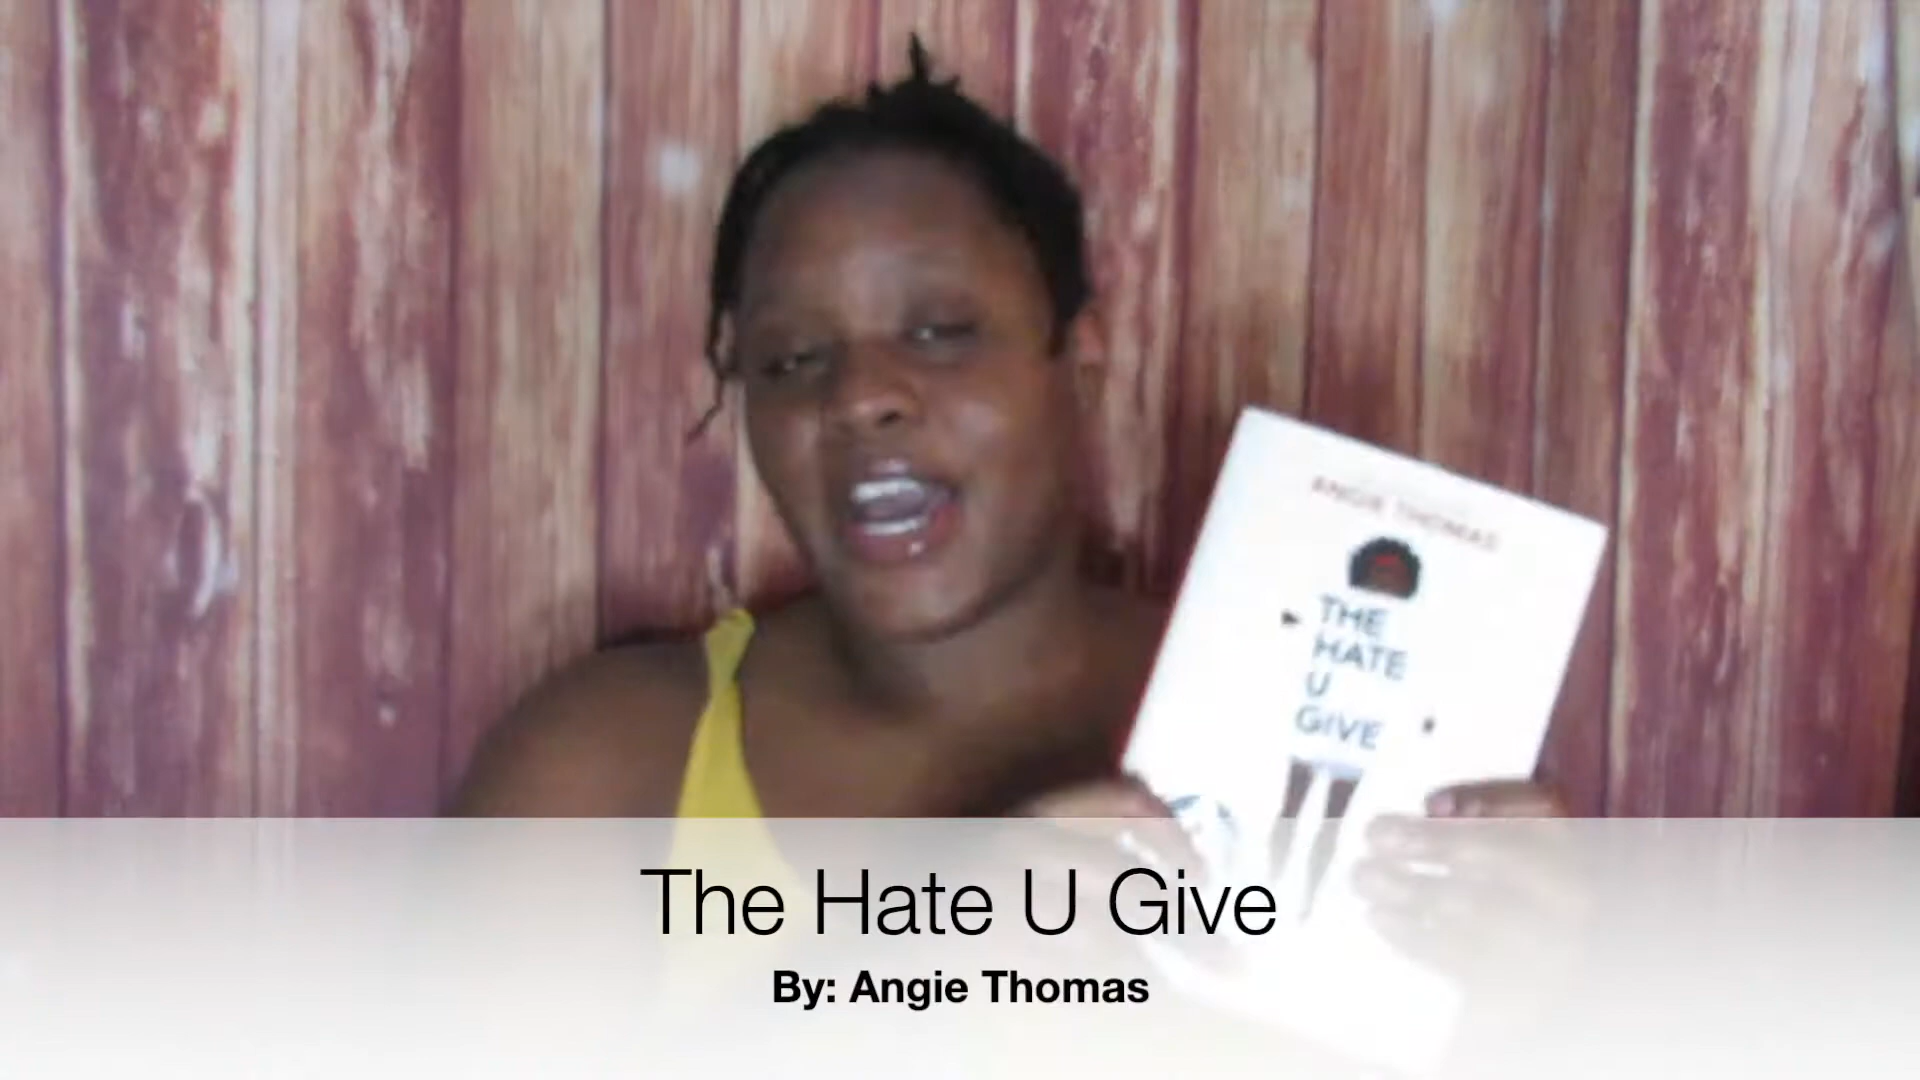 ANGIE THOMAS
THE
HATE
U
GIVE
The Hate U Give
By: Angie Thomas